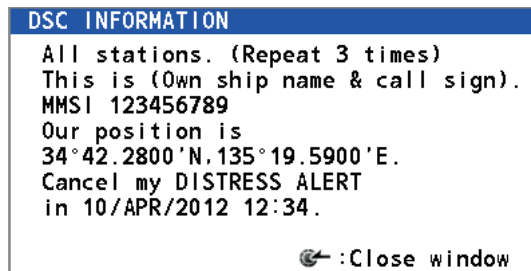 DSC INFORMATION
All stations. (Repeat 3 times)
This is (Own ship name & call sign).
MMSI 123456789
Our position is
34°42.2800'N,135°19.5900'E.
Cancel my DISTRESS ALERT
in 10/APR/2012 12:34.
:Close window